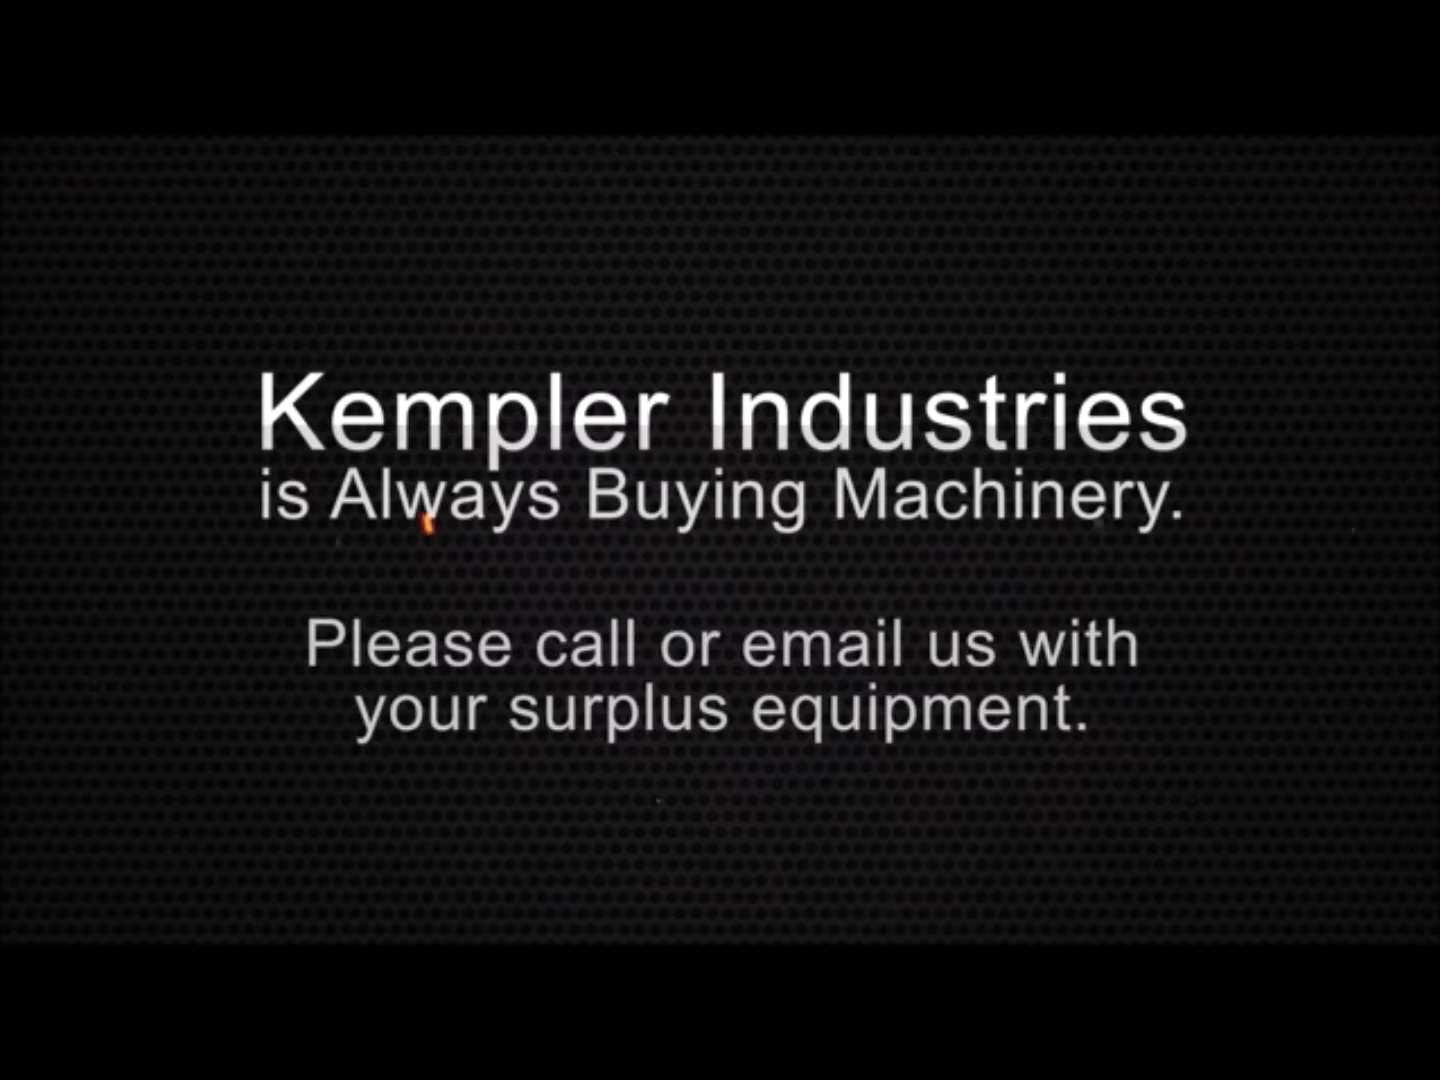 Kempler Industries
is Always Buying Machinery.
Please call or email us with
your surplus equipment.